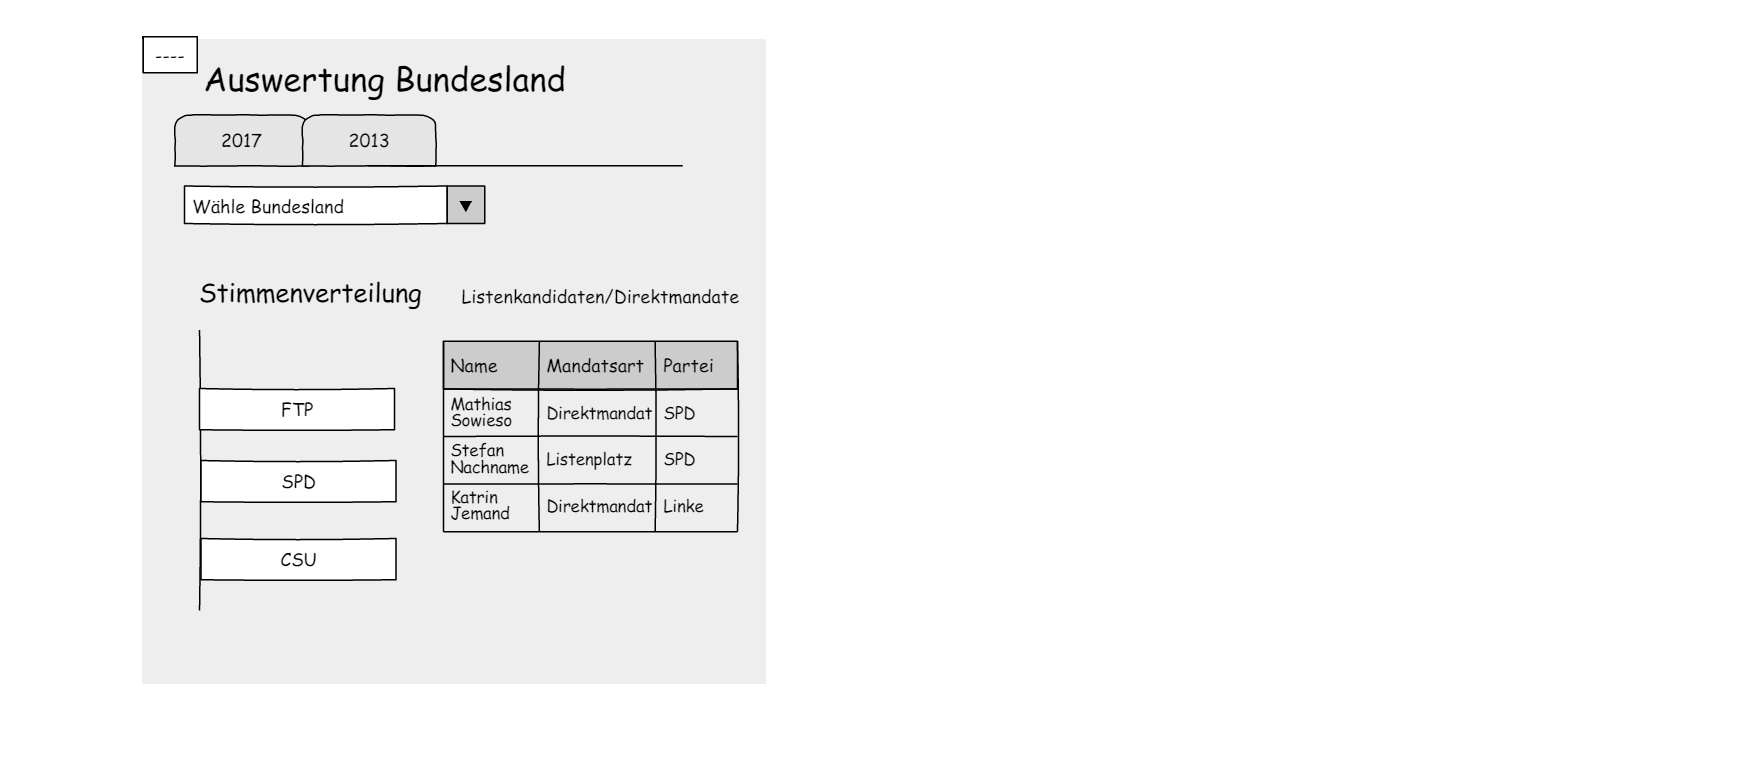 ----
Auswertung Bundesland
2017 2013
Wähle Bundesland
Stimmenverteilung
FTP
SPD
CSU
Listenkandidaten/Direktmandate
Name Mandatsart Partei
Mathias
Sowieso
Direktmandat
SPD
Stefan
Nachname
Listenplatz
SPD
Katrin
Jemand
Direktmandat
Linke